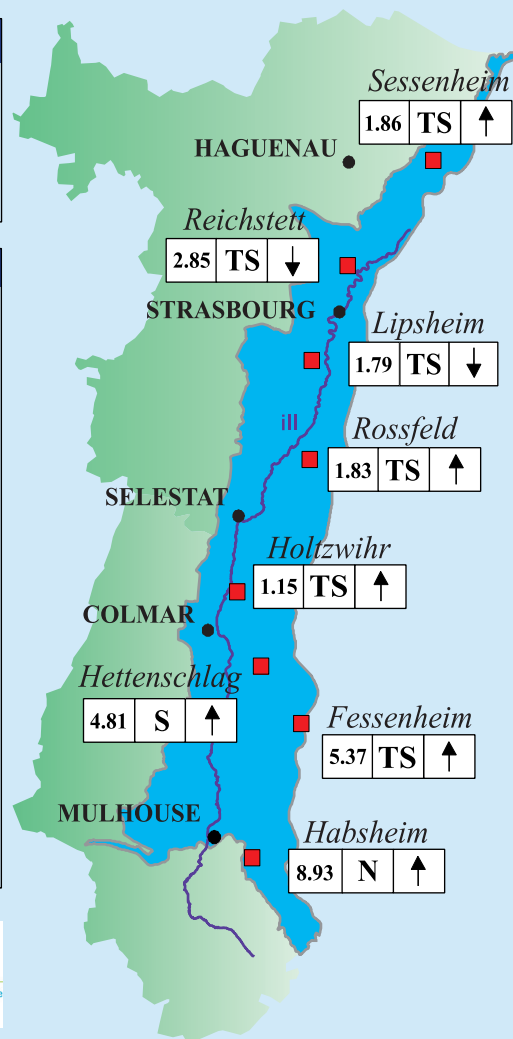 Sessenheim
1.86 TS ↑
HAGUENAU
Reichstett
2.85 TS ↓
STRASBOURG
Lipsheim
1.79 TS ↓
ill
Rossfeld
1.83 TS ↑
SELESTAT
Holtzwihr
1.15 TS ↑
COLMAR
Hettenschlag
4.81 S ↑
Fessenheim
5.37 TS ↑
MULHOUSE
Habsheim
8.93 N ↑
e